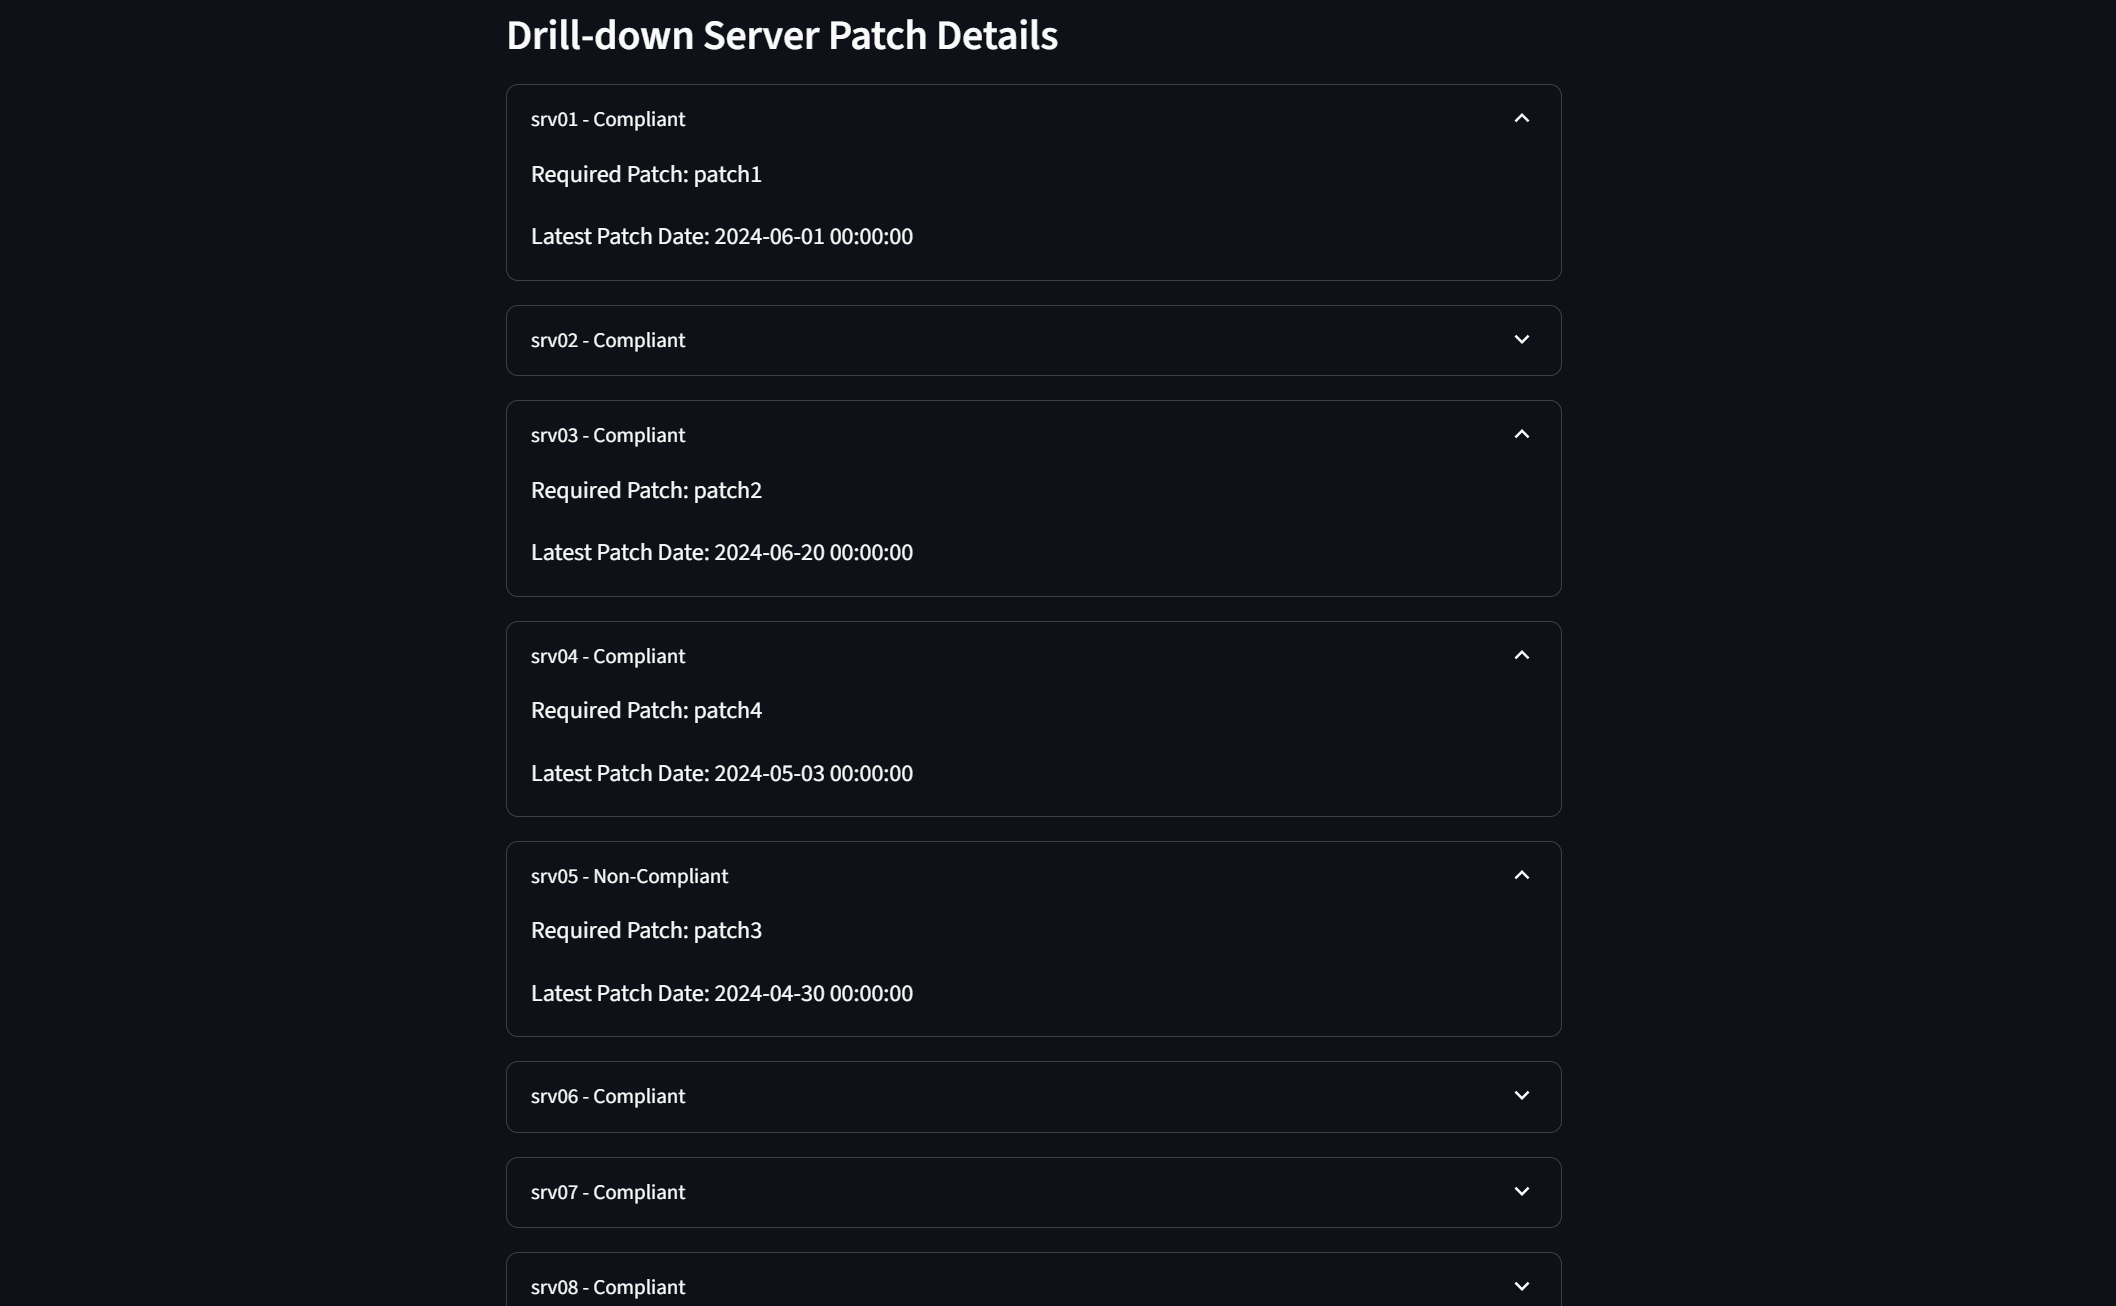 Drill-down Server Patch Details
srv01 - Compliant
Required Patch: patch1
Latest Patch Date: 2024-06-01 00:00:00
srv02 - Compliant
srv03 - Compliant
Required Patch: patch2
Latest Patch Date: 2024-06-20 00:00:00
srv04 - Compliant
Required Patch: patch4
Latest Patch Date: 2024-05-03 00:00:00
srv05 - Non-Compliant
Required Patch: patch3
Latest Patch Date: 2024-04-30 00:00:00
srv06 - Compliant
srv07 - Compliant
srv08 - Compliant